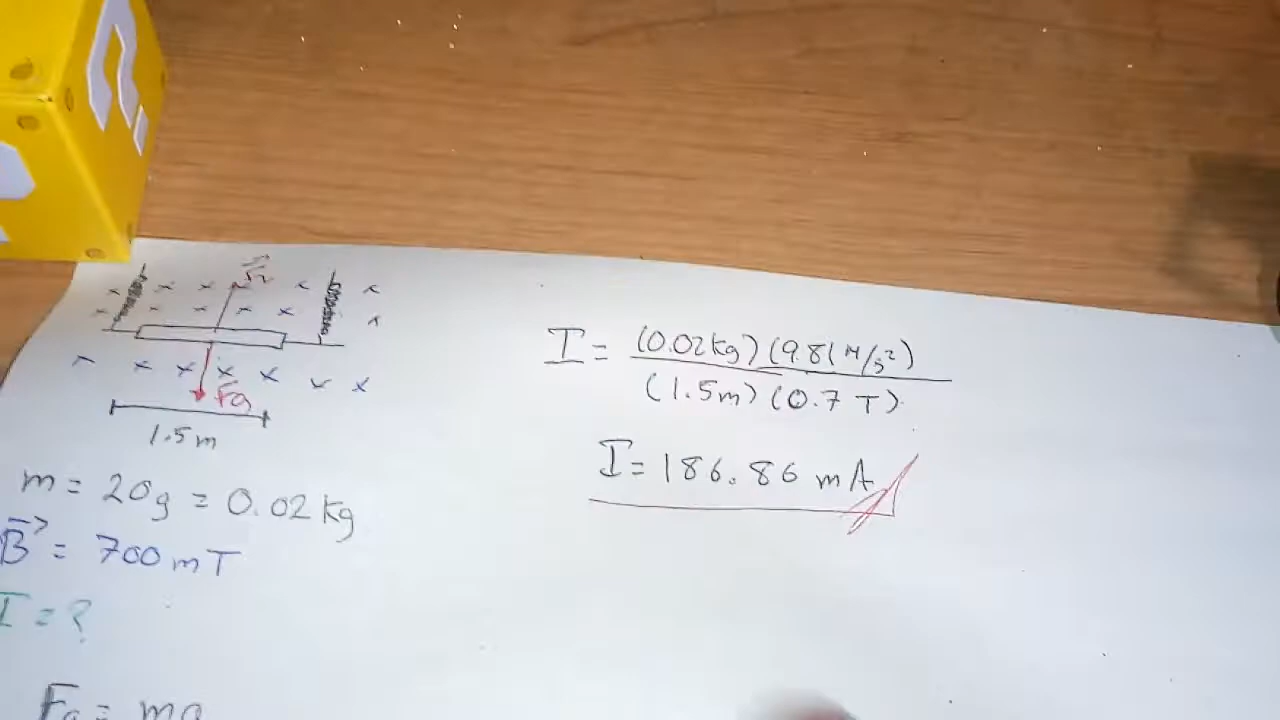 Fg
1.5m
m = 20g = 0.02 kg
B = 700 mT
I = ?
Fg = mg
I = (0.02kg)(9.81 m/s²)
(1.5m)(0.7 T)
I = 186.86 mA